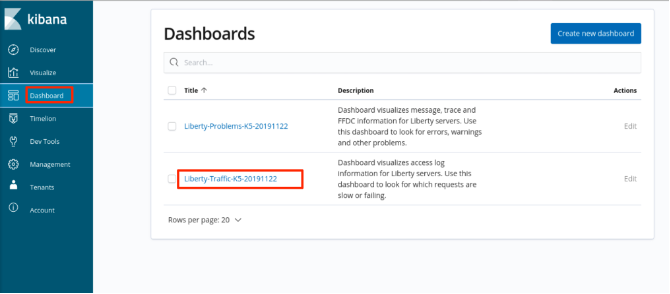 kibana
Discover
Visualize
Dashboard
Timelion
Dev Tools
Management
Tenants
Account
Dashboards
Create new dashboard
Search...
Title ↑ Description Actions
Liberty-Problems-K5-20191122
Dashboard visualizes message, trace and
FFDC information for Liberty servers. Use
this dashboard to look for errors, warnings
and other problems.
Edit
Liberty-Traffic-K5-20191122
Dashboard visualizes access log
information for Liberty servers. Use this
dashboard to look for which requests are
slow or failing.
Edit
Rows per page: 20